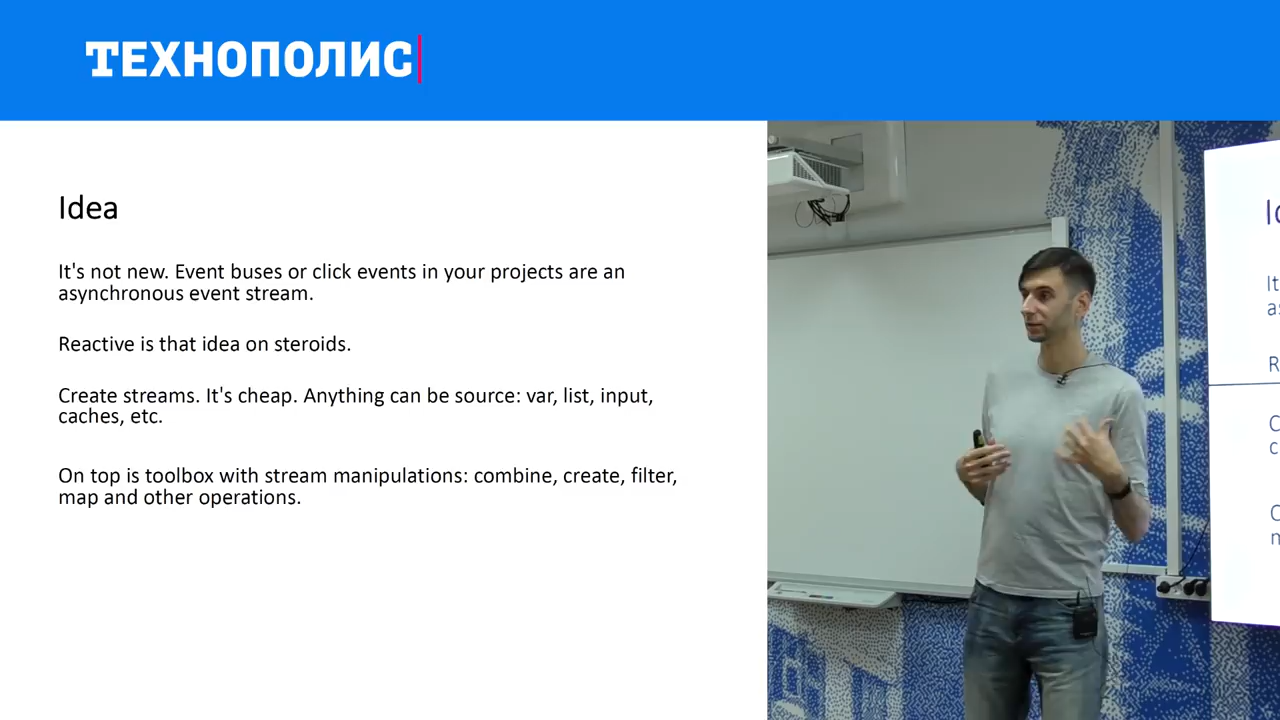 ТЕХНОПОЛИС
Idea
It's not new. Event buses or click events in your projects are an
asynchronous event stream.
Reactive is that idea on steroids.
Create streams. It's cheap. Anything can be source: var, list, input,
caches, etc.
On top is toolbox with stream manipulations: combine, create, filter,
map and other operations.